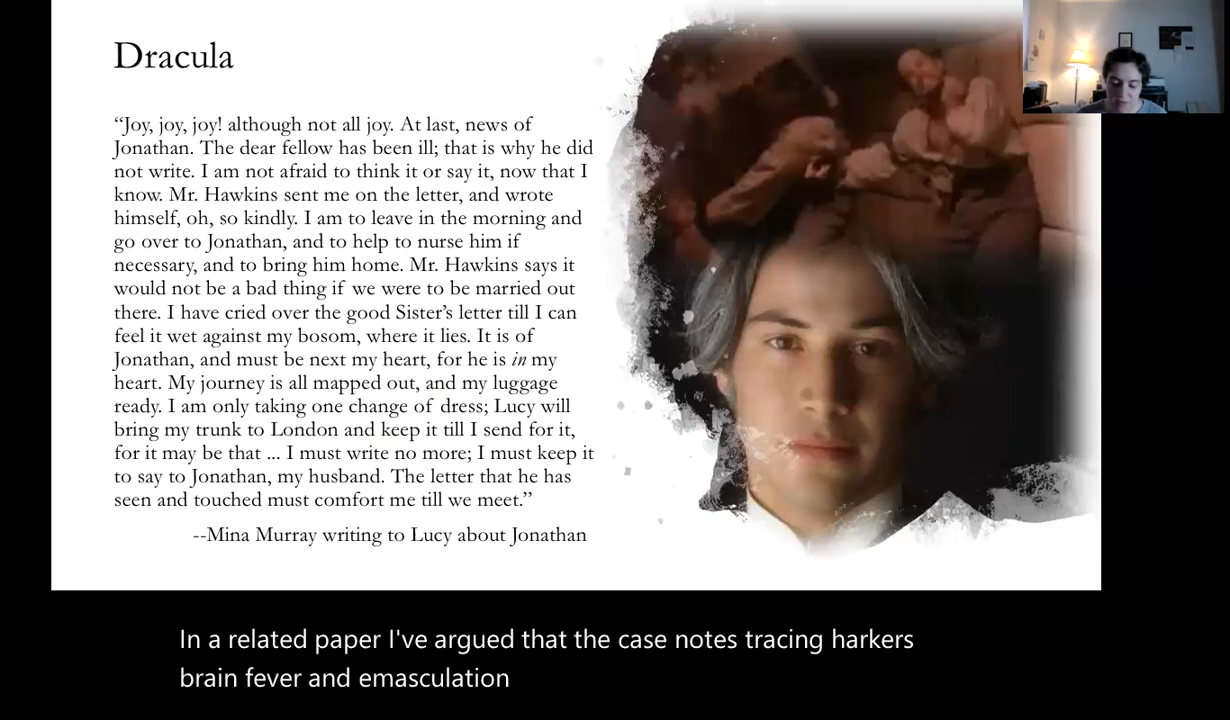 Dracula
“Joy, joy, joy! although not all joy. At last, news of
Jonathan. The dear fellow has been ill; that is why he did
not write. I am not afraid to think it or say it, now that I
know. Mr. Hawkins sent me on the letter, and wrote
himself, oh, so kindly. I am to leave in the morning and
go over to Jonathan, and to help to nurse him if
necessary, and to bring him home. Mr. Hawkins says it
would not be a bad thing if we were to be married out
there. I have cried over the good Sister’s letter till I can
feel it wet against my bosom, where it lies. It is of
Jonathan, and must be next my heart, for he is in my
heart. My journey is all mapped out, and my luggage
ready. I am only taking one change of dress; Lucy will
bring my trunk to London and keep it till I send for it,
for it may be that ... I must write no more; I must keep it
to say to Jonathan, my husband. The letter that he has
seen and touched must comfort me till we meet.”
--Mina Murray writing to Lucy about Jonathan
In a related paper I've argued that the case notes tracing harkers
brain fever and emasculation